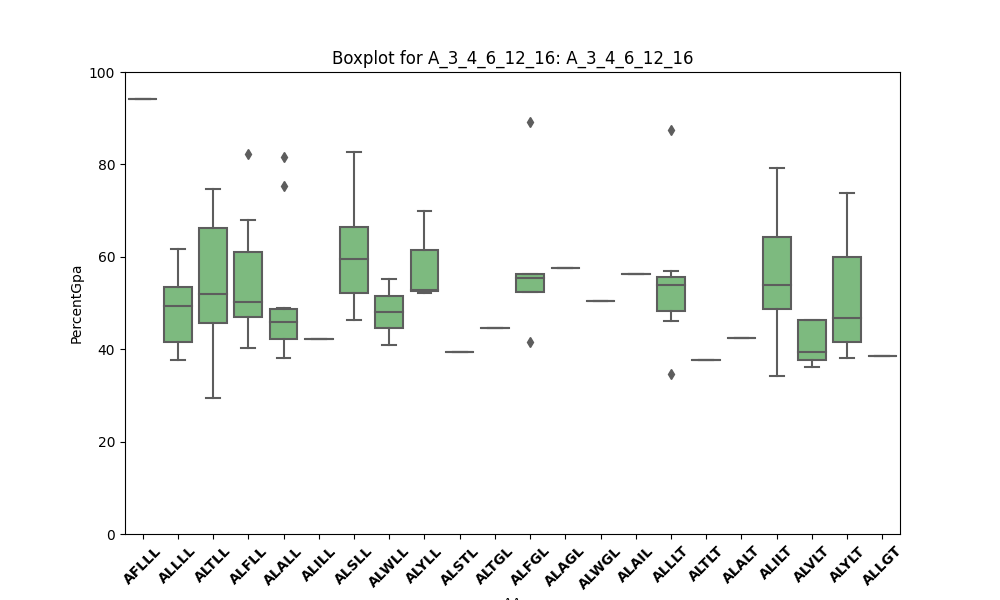 Boxplot for A_3_4_6_12_16: A_3_4_6_12_16
100
80
60
40
20
0
PercentGpa
AFLLL ALLLL ALTLL ALFLL ALALL ALILL ALSLL ALWLL ALYLL ALSTL ALTGL ALFGL ALAGL ALWGL ALAIL ALLLT ALTLT ALALT ALILT ALVLT ALYLT ALLGT